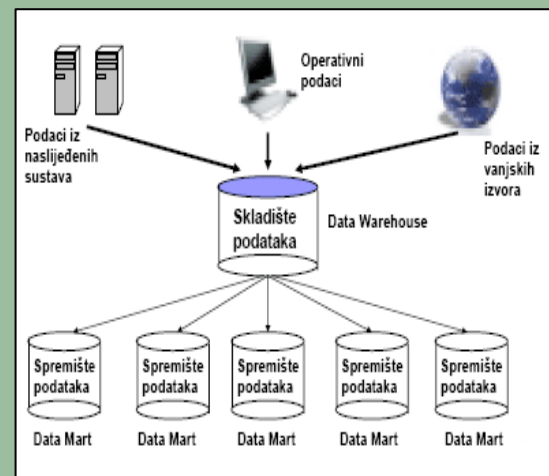 Operativni
podaci
Podaci iz
naslijeđenih
sustava
Podaci iz
vanjskih
izvora
Skladište
podataka
Data Warehouse
Spremište
podataka
Spremište
podataka
Spremište
podataka
Spremište
podataka
Spremište
podataka
Data Mart
Data Mart
Data Mart
Data Mart
Data Mart